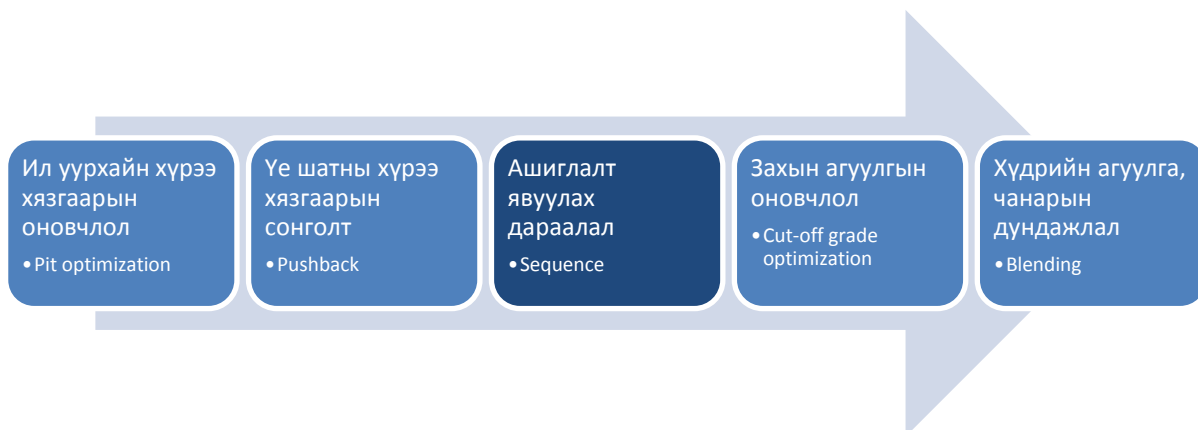 Ил уурхайн хүрээ
хязгаарын
оновчлол
•Pit optimization
Үе шатны хүрээ
хязгаарын
сонголт
•Pushback
Ашиглалт
явуулах
дараалал
•Sequence
Захын агуулгын
оновчлол
•Cut-off grade
optimization
Хүдрийн агуулга,
чанарын
дундажлал
•Blending